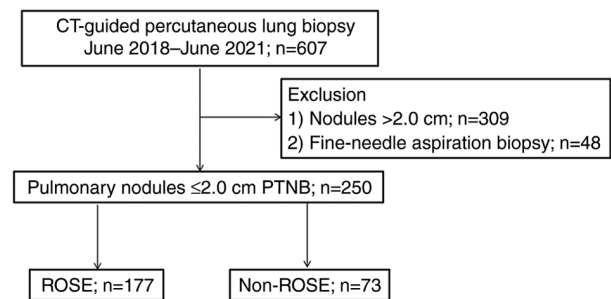 CT-guided percutaneous lung biopsy
June 2018–June 2021; n=607
Exclusion
1) Nodules >2.0 cm; n=309
2) Fine-needle aspiration biopsy; n=48
Pulmonary nodules ≤2.0 cm PTNB; n=250
ROSE; n=177
Non-ROSE; n=73